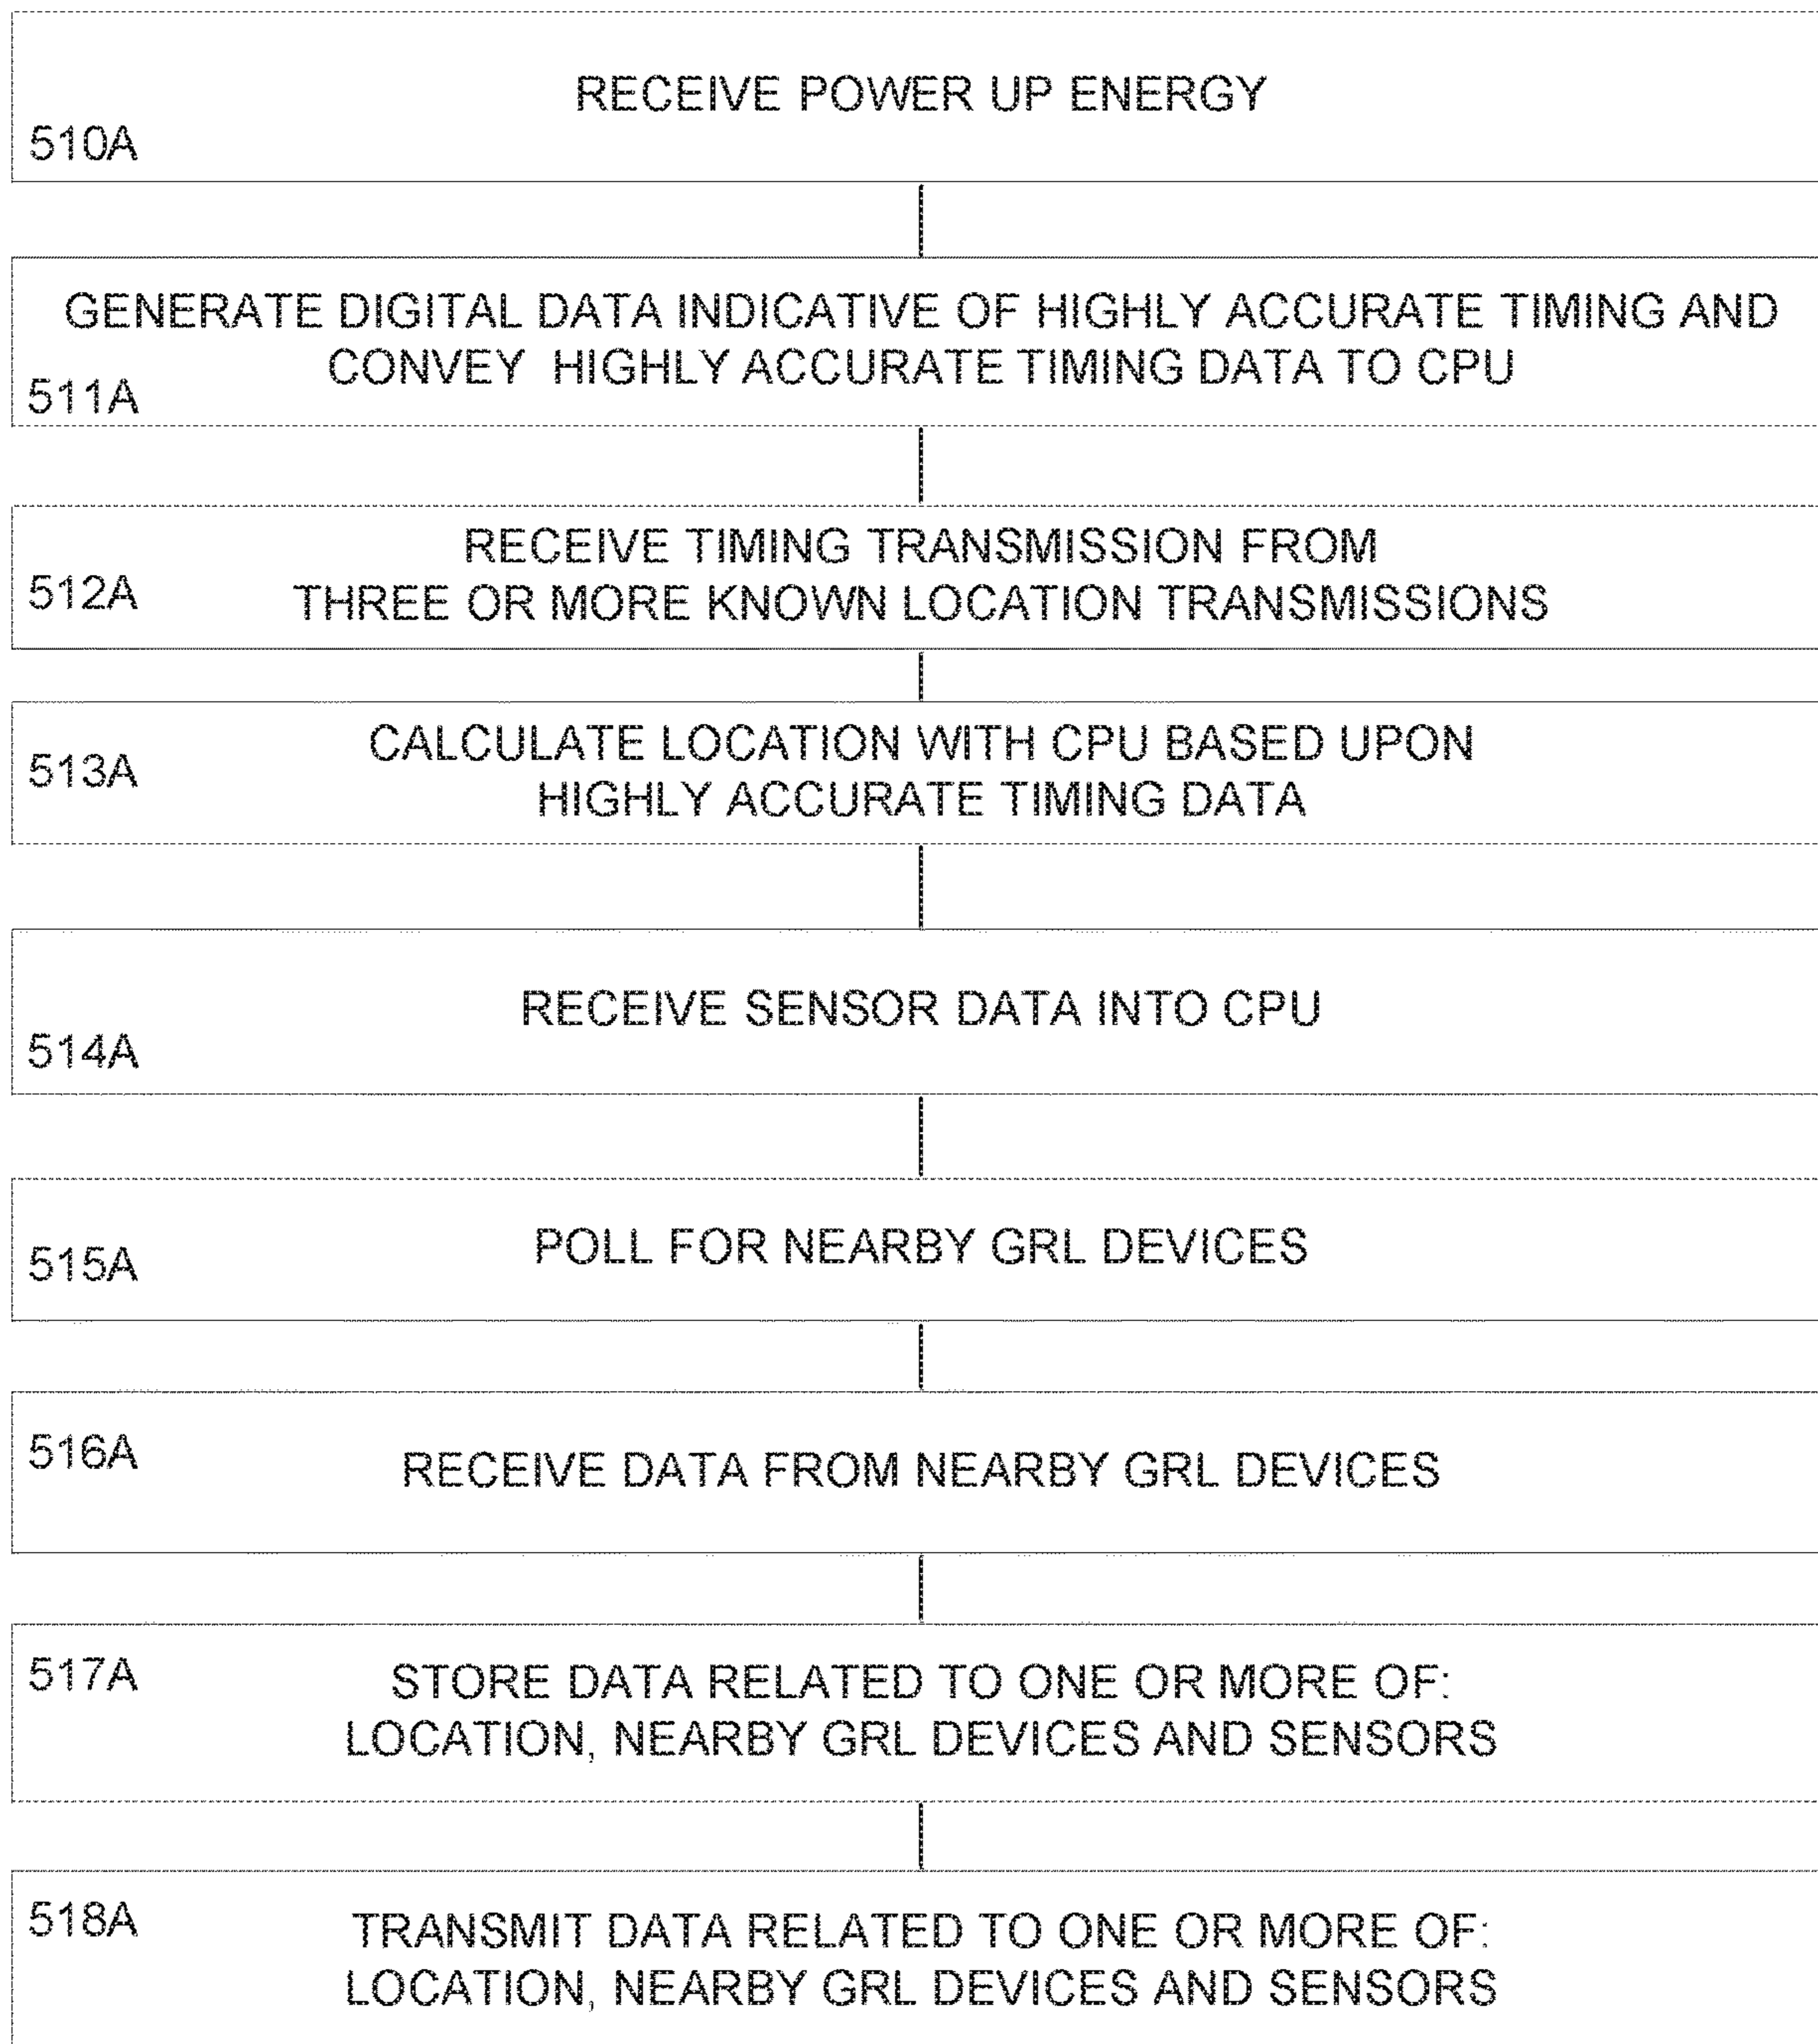 RECEIVE POWER UP ENERGY
510A
GENERATE DIGITAL DATA INDICATIVE OF HIGHLY ACCURATE TIMING AND
CONVEY HIGHLY ACCURATE TIMING DATA TO CPU
511A
RECEIVE TIMING TRANSMISSION FROM
512A
THREE OR MORE KNOWN LOCATION TRANSMISSIONS
CALCULATE LOCATION WITH CPU BASED UPON
513A
HIGHLY ACCURATE TIMING DATA
RECEIVE SENSOR DATA INTO CPU
514A
POLL FOR NEARBY GRL DEVICES
515A
516A
RECEIVE DATA FROM NEARBY GRL DEVICES
517A
STORE DATA RELATED TO ONE OR MORE OF:
LOCATION, NEARBY GRL DEVICES AND SENSORS
518A
TRANSMIT DATA RELATED TO ONE OR MORE OF:
LOCATION, NEARBY GRL DEVICES AND SENSORS